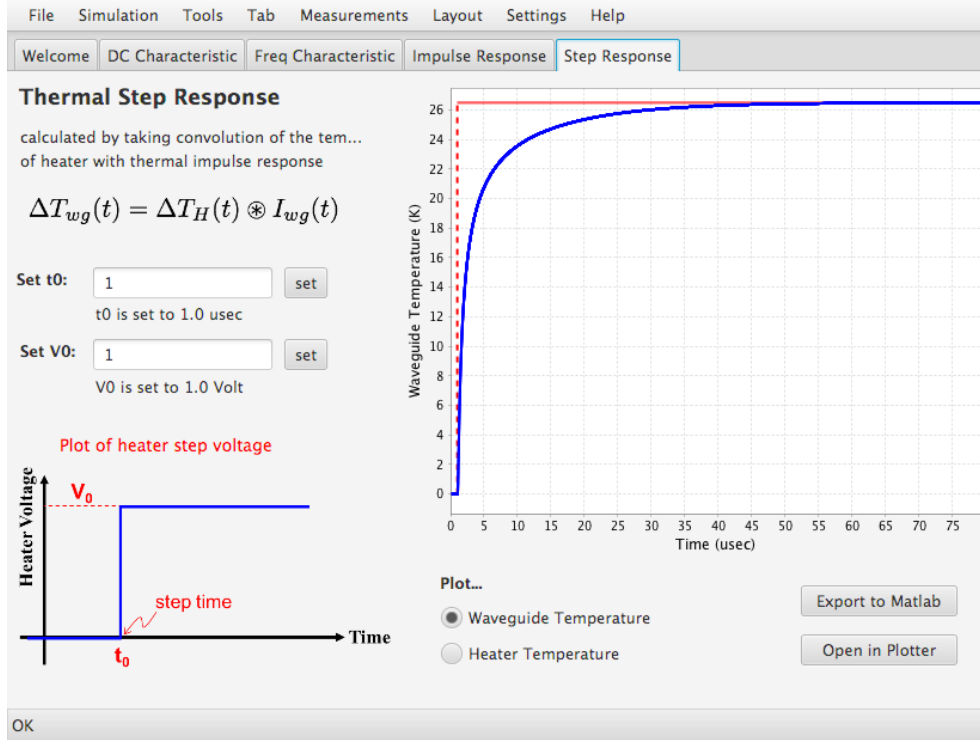 File Simulation Tools Tab Measurements Layout Settings Help
Welcome DC Characteristic Freq Characteristic Impulse Response Step Response
Thermal Step Response
calculated by taking convolution of the tem...
of heater with thermal impulse response
ΔT_wg(t) = ΔT_H(t) ⊛ I_wg(t)
Set t0: 1 set
t0 is set to 1.0 usec
Set V0: 1 set
V0 is set to 1.0 Volt
Plot of heater step voltage
Heater Voltage
V₀
step time
Time
t₀
Waveguide Temperature (K)
26
24
22
20
18
16
14
12
10
8
6
4
2
0
0 5 10 15 20 25 30 35 40 45 50 55 60 65 70 75
Time (usec)
Plot...
Waveguide Temperature
Heater Temperature
Export to Matlab
Open in Plotter
OK